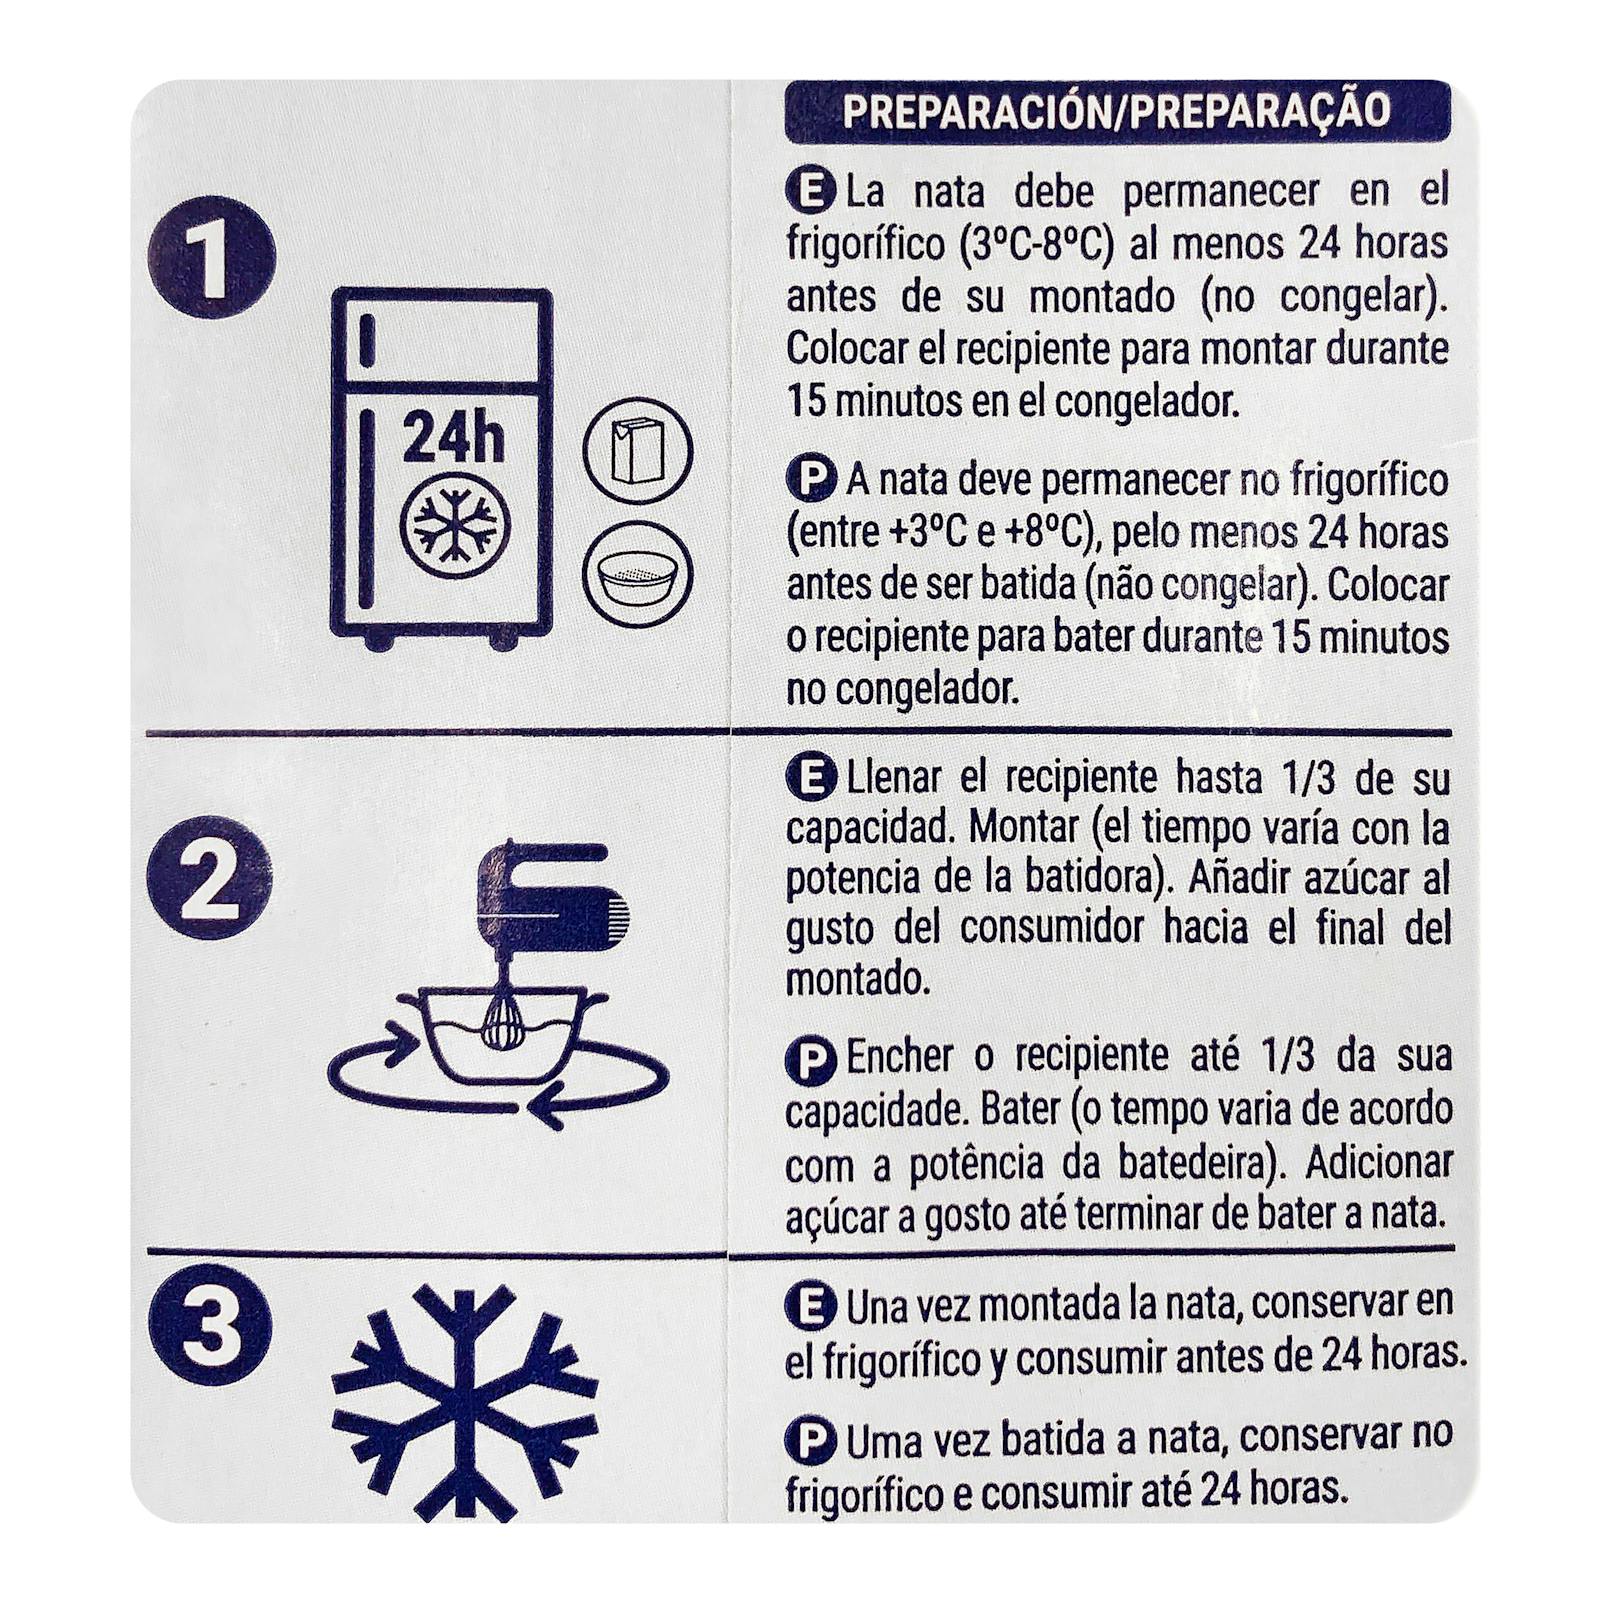 PREPARACIÓN/PREPARAÇÃO
1
24h
E La nata debe permanecer en el
frigorífico (3ºC-8ºC) al menos 24 horas
antes de su montado (no congelar).
Colocar el recipiente para montar durante
15 minutos en el congelador.
P A nata deve permanecer no frigorífico
(entre +3ºC e +8ºC), pelo menos 24 horas
antes de ser batida (não congelar). Colocar
o recipiente para bater durante 15 minutos
no congelador.
2
E Llenar el recipiente hasta 1/3 de su
capacidad. Montar (el tiempo varía con la
potencia de la batidora). Añadir azúcar al
gusto del consumidor hacia el final del
montado.
P Encher o recipiente até 1/3 da sua
capacidade. Bater (o tempo varia de acordo
com a potência da batedeira). Adicionar
açúcar a gosto até terminar de bater a nata.
3
E Una vez montada la nata, conservar en
el frigorífico y consumir antes de 24 horas.
P Uma vez batida a nata, conservar no
frigorífico e consumir até 24 horas.